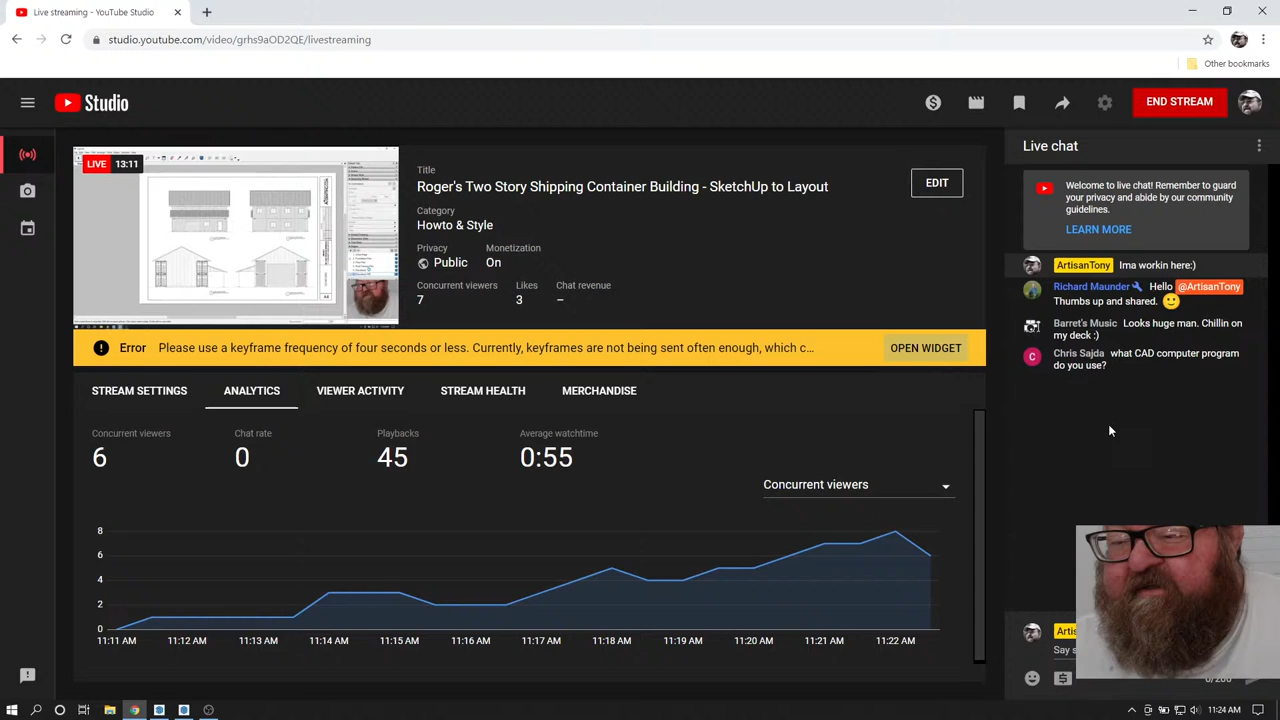 Live streaming - YouTube Studio
studio.youtube.com/video/grhs9aOD2QE/livestreaming
Other bookmarks
Studio
END STREAM
LIVE 13:11
Title
Roger's Two Story Shipping Container Building - SketchUp to Layout
EDIT
Category
Howto & Style
Privacy Monetization
Public On
Concurrent viewers Likes Chat revenue
7 3 –
Error Please use a keyframe frequency of four seconds or less. Currently, keyframes are not being sent often enough, which c...
OPEN WIDGET
STREAM SETTINGS ANALYTICS VIEWER ACTIVITY STREAM HEALTH MERCHANDISE
Concurrent viewers Chat rate Playbacks Average watchtime
6 0 45 0:55
Concurrent viewers
8
6
4
2
0
11:11 AM 11:12 AM 11:13 AM 11:14 AM 11:15 AM 11:16 AM 11:17 AM 11:18 AM 11:19 AM 11:20 AM 11:21 AM 11:22 AM
Live chat
Welcome to live chat! Remember to guard
your privacy and abide by our community
guidelines.
LEARN MORE
ArtisanTony Ima workin here:)
Richard Maunder Hello @ArtisanTony
Thumbs up and shared.
Barret's Music Looks huge man. Chillin on
my deck :)
Chris Sajda what CAD computer program
do you use?
Artis
Say s
0/200
11:24 AM